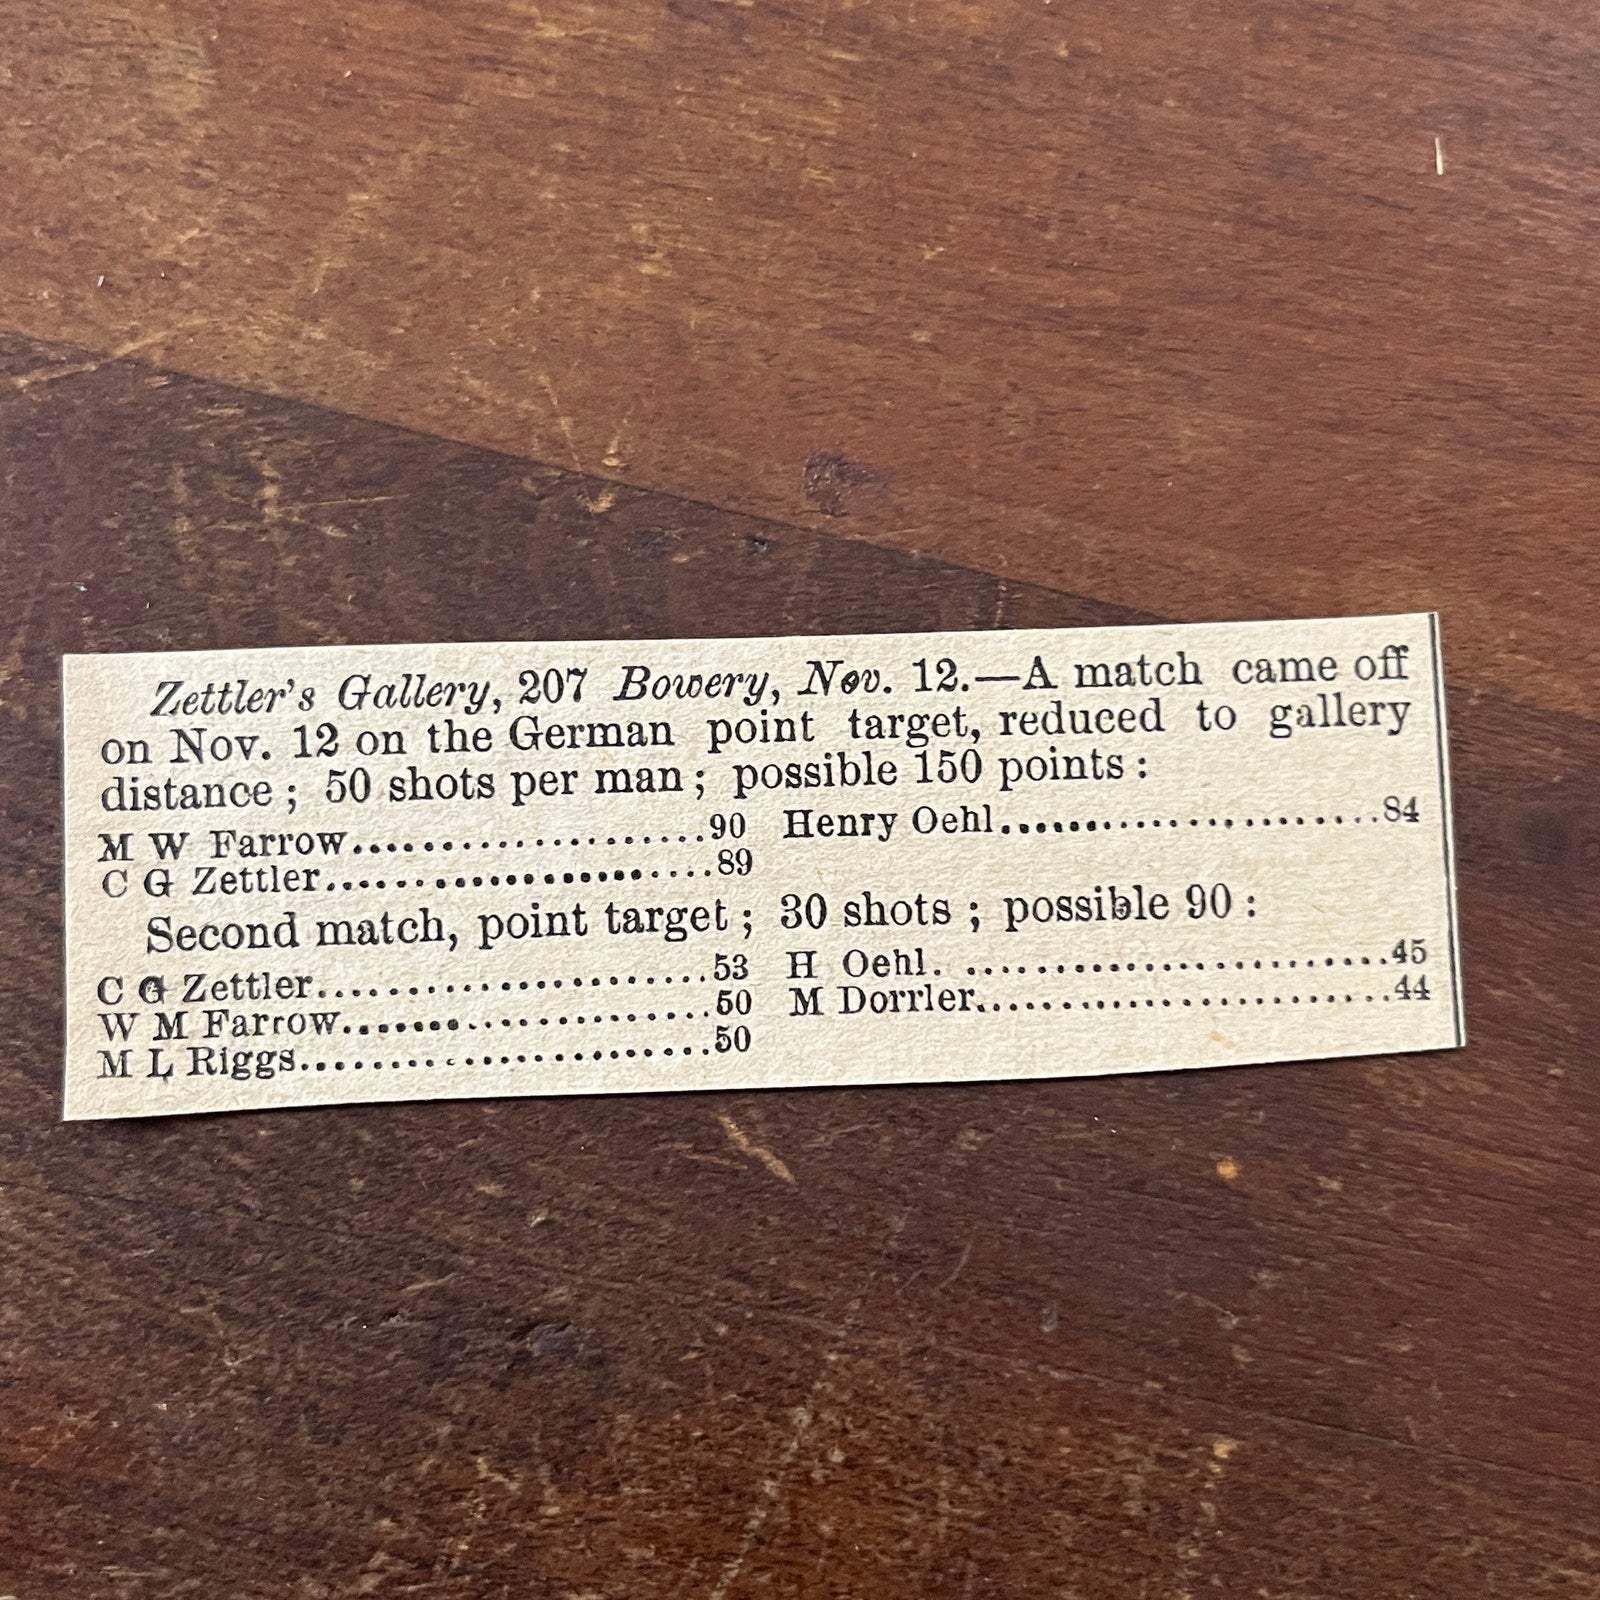 Zettler's Gallery, 207 Bowery, Nov. 12.—A match came off
on Nov. 12 on the German point target, reduced to gallery
distance; 50 shots per man; possible 150 points:
M W Farrow......................90 Henry Oehl......................84
C G Zettler......................89
Second match, point target; 30 shots; possible 90:
C G Zettler......................53 H Oehl. ........................45
W M Farrow.....................50 M Dorrler.......................44
M L Riggs.......................50